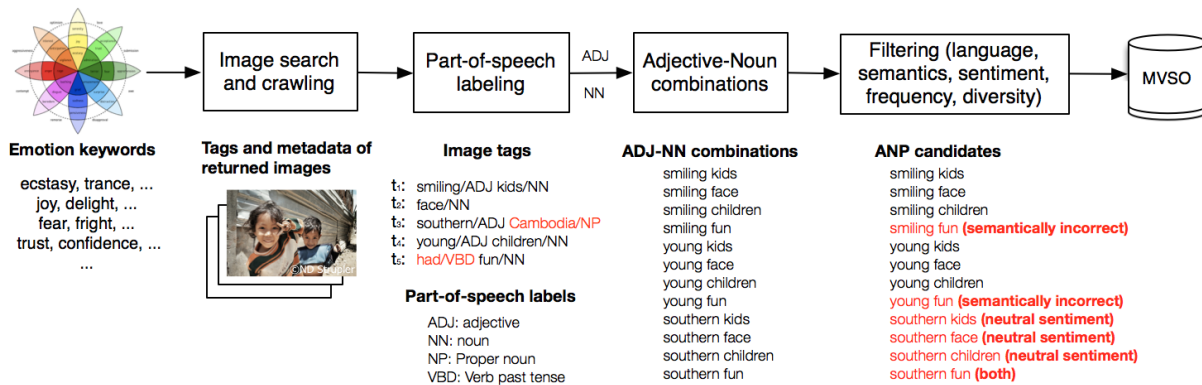 Image search
and crawling
Part-of-speech
labeling
ADJ
NN
Adjective-Noun
combinations
Filtering (language,
semantics, sentiment,
frequency, diversity)
MVSO
Emotion keywords
ecstasy, trance, ...
joy, delight, ...
fear, fright, ...
trust, confidence, ...
...
Tags and metadata of
returned images
©ND Strupler
Image tags
t₁: smiling/ADJ kids/NN
t₂: face/NN
t₃: southern/ADJ Cambodia/NP
t₄: young/ADJ children/NN
t₅: had/VBD fun/NN
Part-of-speech labels
ADJ: adjective
NN: noun
NP: Proper noun
VBD: Verb past tense
ADJ-NN combinations
smiling kids
smiling face
smiling children
smiling fun
young kids
young face
young children
young fun
southern kids
southern face
southern children
southern fun
ANP candidates
smiling kids
smiling face
smiling children
smiling fun (semantically incorrect)
young kids
young face
young children
young fun (semantically incorrect)
southern kids (neutral sentiment)
southern face (neutral sentiment)
southern children (neutral sentiment)
southern fun (both)